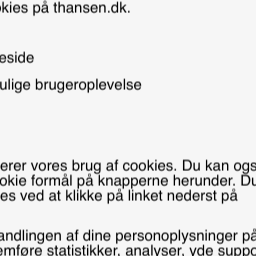 okies på thansen.dk.
eside
ulige brugeroplevelse
erer vores brug af cookies. Du kan ogs
okie formål på knapperne herunder. Du
es ved at klikke på linket nederst på
andlingen af dine personoplysninger på
emføre statistikker, analyser, yde suppo